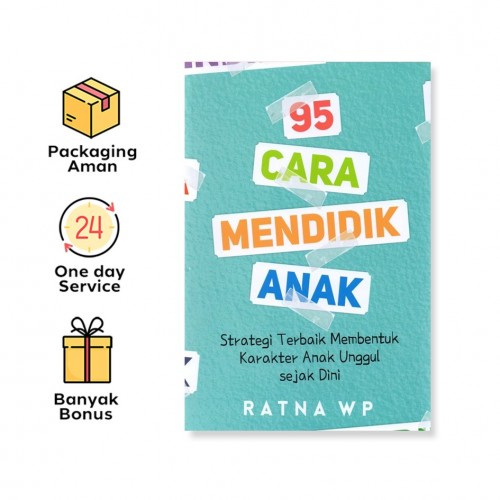 Packaging
Aman
24
One day
Service
Banyak
Bonus
95
CARA
MENDIDIK
ANAK
Strategi Terbaik Membentuk
Karakter Anak Unggul
sejak Dini
RATNA WP